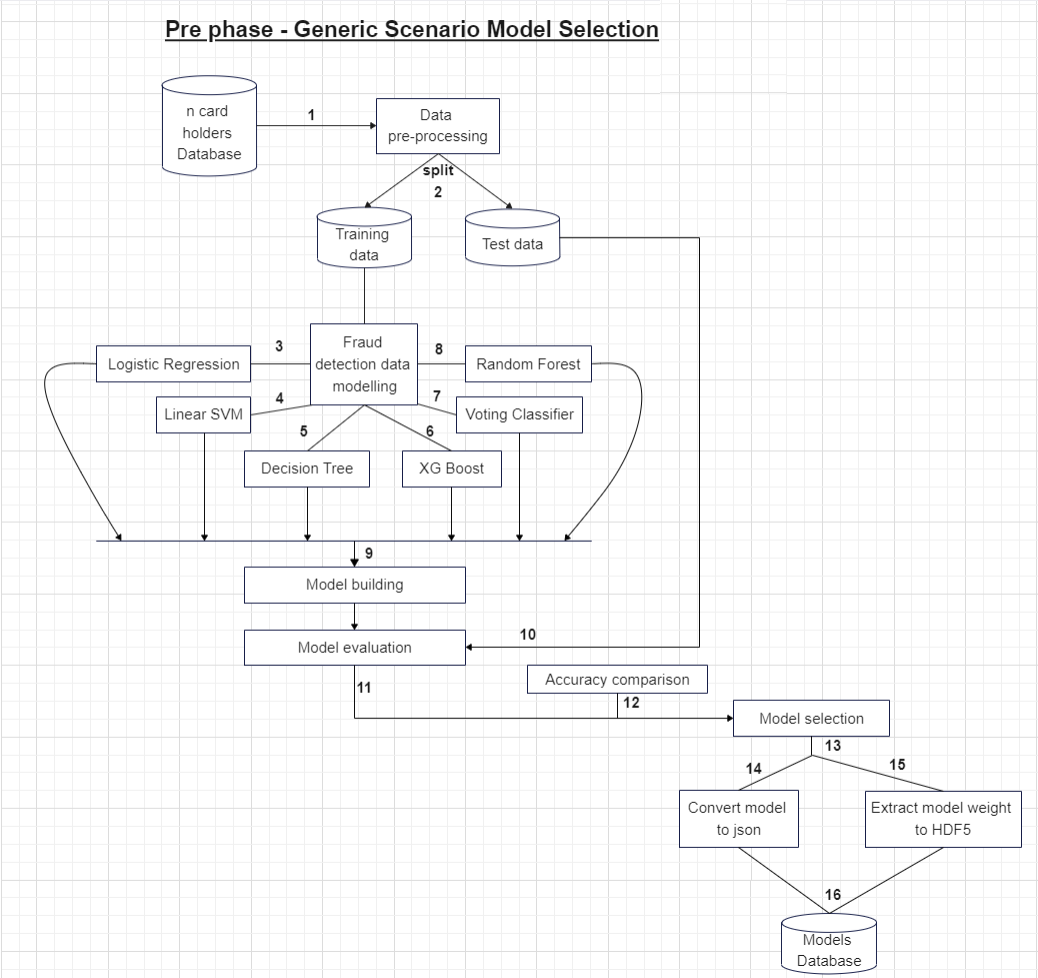 Pre phase - Generic Scenario Model Selection
n card
holders
Database
1
Data
pre-processing
split
2
Training
data
Test data
Fraud
detection data
modelling
3
8
Logistic Regression
Random Forest
4
7
Linear SVM
Voting Classifier
5
6
Decision Tree
XG Boost
9
Model building
10
Model evaluation
11
Accuracy comparison
12
Model selection
13
14
15
Convert model
to json
Extract model weight
to HDF5
16
Models
Database